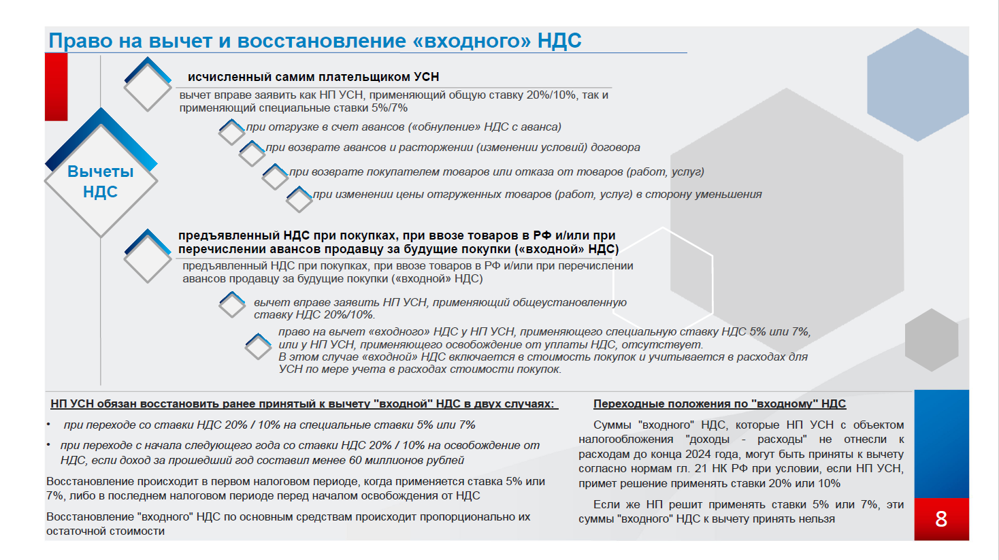 Право на вычет и восстановление «входного» НДС
исчисленный самим плательщиком УСН
вычет вправе заявить как НП УСН, применяющий общую ставку 20%/10%, так и
применяющий специальные ставки 5%/7%
при отгрузке в счет авансов («обнуление» НДС с аванса)
при возврате авансов и расторжении (изменении условий) договора
при возврате покупателем товаров или отказа от товаров (работ, услуг)
при изменении цены отгруженных товаров (работ, услуг) в сторону уменьшения
Вычеты
НДС
предъявленный НДС при покупках, при ввозе товаров в РФ и/или при
перечислении авансов продавцу за будущие покупки («входной» НДС)
предъявленный НДС при покупках, при ввозе товаров в РФ и/или при перечислении
авансов продавцу за будущие покупки («входной» НДС)
вычет вправе заявить НП УСН, применяющий общеустановленную
ставку НДС 20%/10%.
право на вычет «входного» НДС у НП УСН, применяющего специальную ставку НДС 5% или 7%,
или у НП УСН, применяющего освобождение от уплаты НДС, отсутствует.
В этом случае «входной» НДС включается в стоимость покупок и учитывается в расходах для
УСН по мере учета в расходах стоимости покупок.
НП УСН обязан восстановить ранее принятый к вычету "входной" НДС в двух случаях:
• при переходе со ставки НДС 20% / 10% на специальные ставки 5% или 7%
• при переходе с начала следующего года со ставки НДС 20% / 10% на освобождение от
НДС, если доход за прошедший год составил менее 60 миллионов рублей
Восстановление происходит в первом налоговом периоде, когда применяется ставка 5% или
7%, либо в последнем налоговом периоде перед началом освобождения от НДС
Восстановление "входного" НДС по основным средствам происходит пропорционально их
остаточной стоимости
Переходные положения по "входному" НДС
Суммы "входного" НДС, которые НП УСН с объектом
налогообложения "доходы - расходы" не отнесли к
расходам до конца 2024 года, могут быть приняты к вычету
согласно нормам гл. 21 НК РФ при условии, если НП УСН,
примет решение применять ставки 20% или 10%
Если же НП решит применять ставки 5% или 7%, эти
суммы "входного" НДС к вычету принять нельзя
8